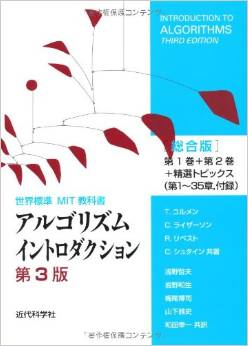 著作権保護コンテンツ
INTRODUCTION TO
ALGORITHMS
THIRD EDITION
[総合版]
第1巻+第2巻
+精選トピックス
(第1~35章,付録)
世界標準 MIT教科書
アルゴリズム
イントロダクション
第3版
T. コルメン
C. ライザーソン
R. リベスト
C. シュタイン 共著
浅野哲夫
岩野和生
梅尾博司
山下雅史
和田幸一 共訳
近代科学社
著作権保護コンテンツ